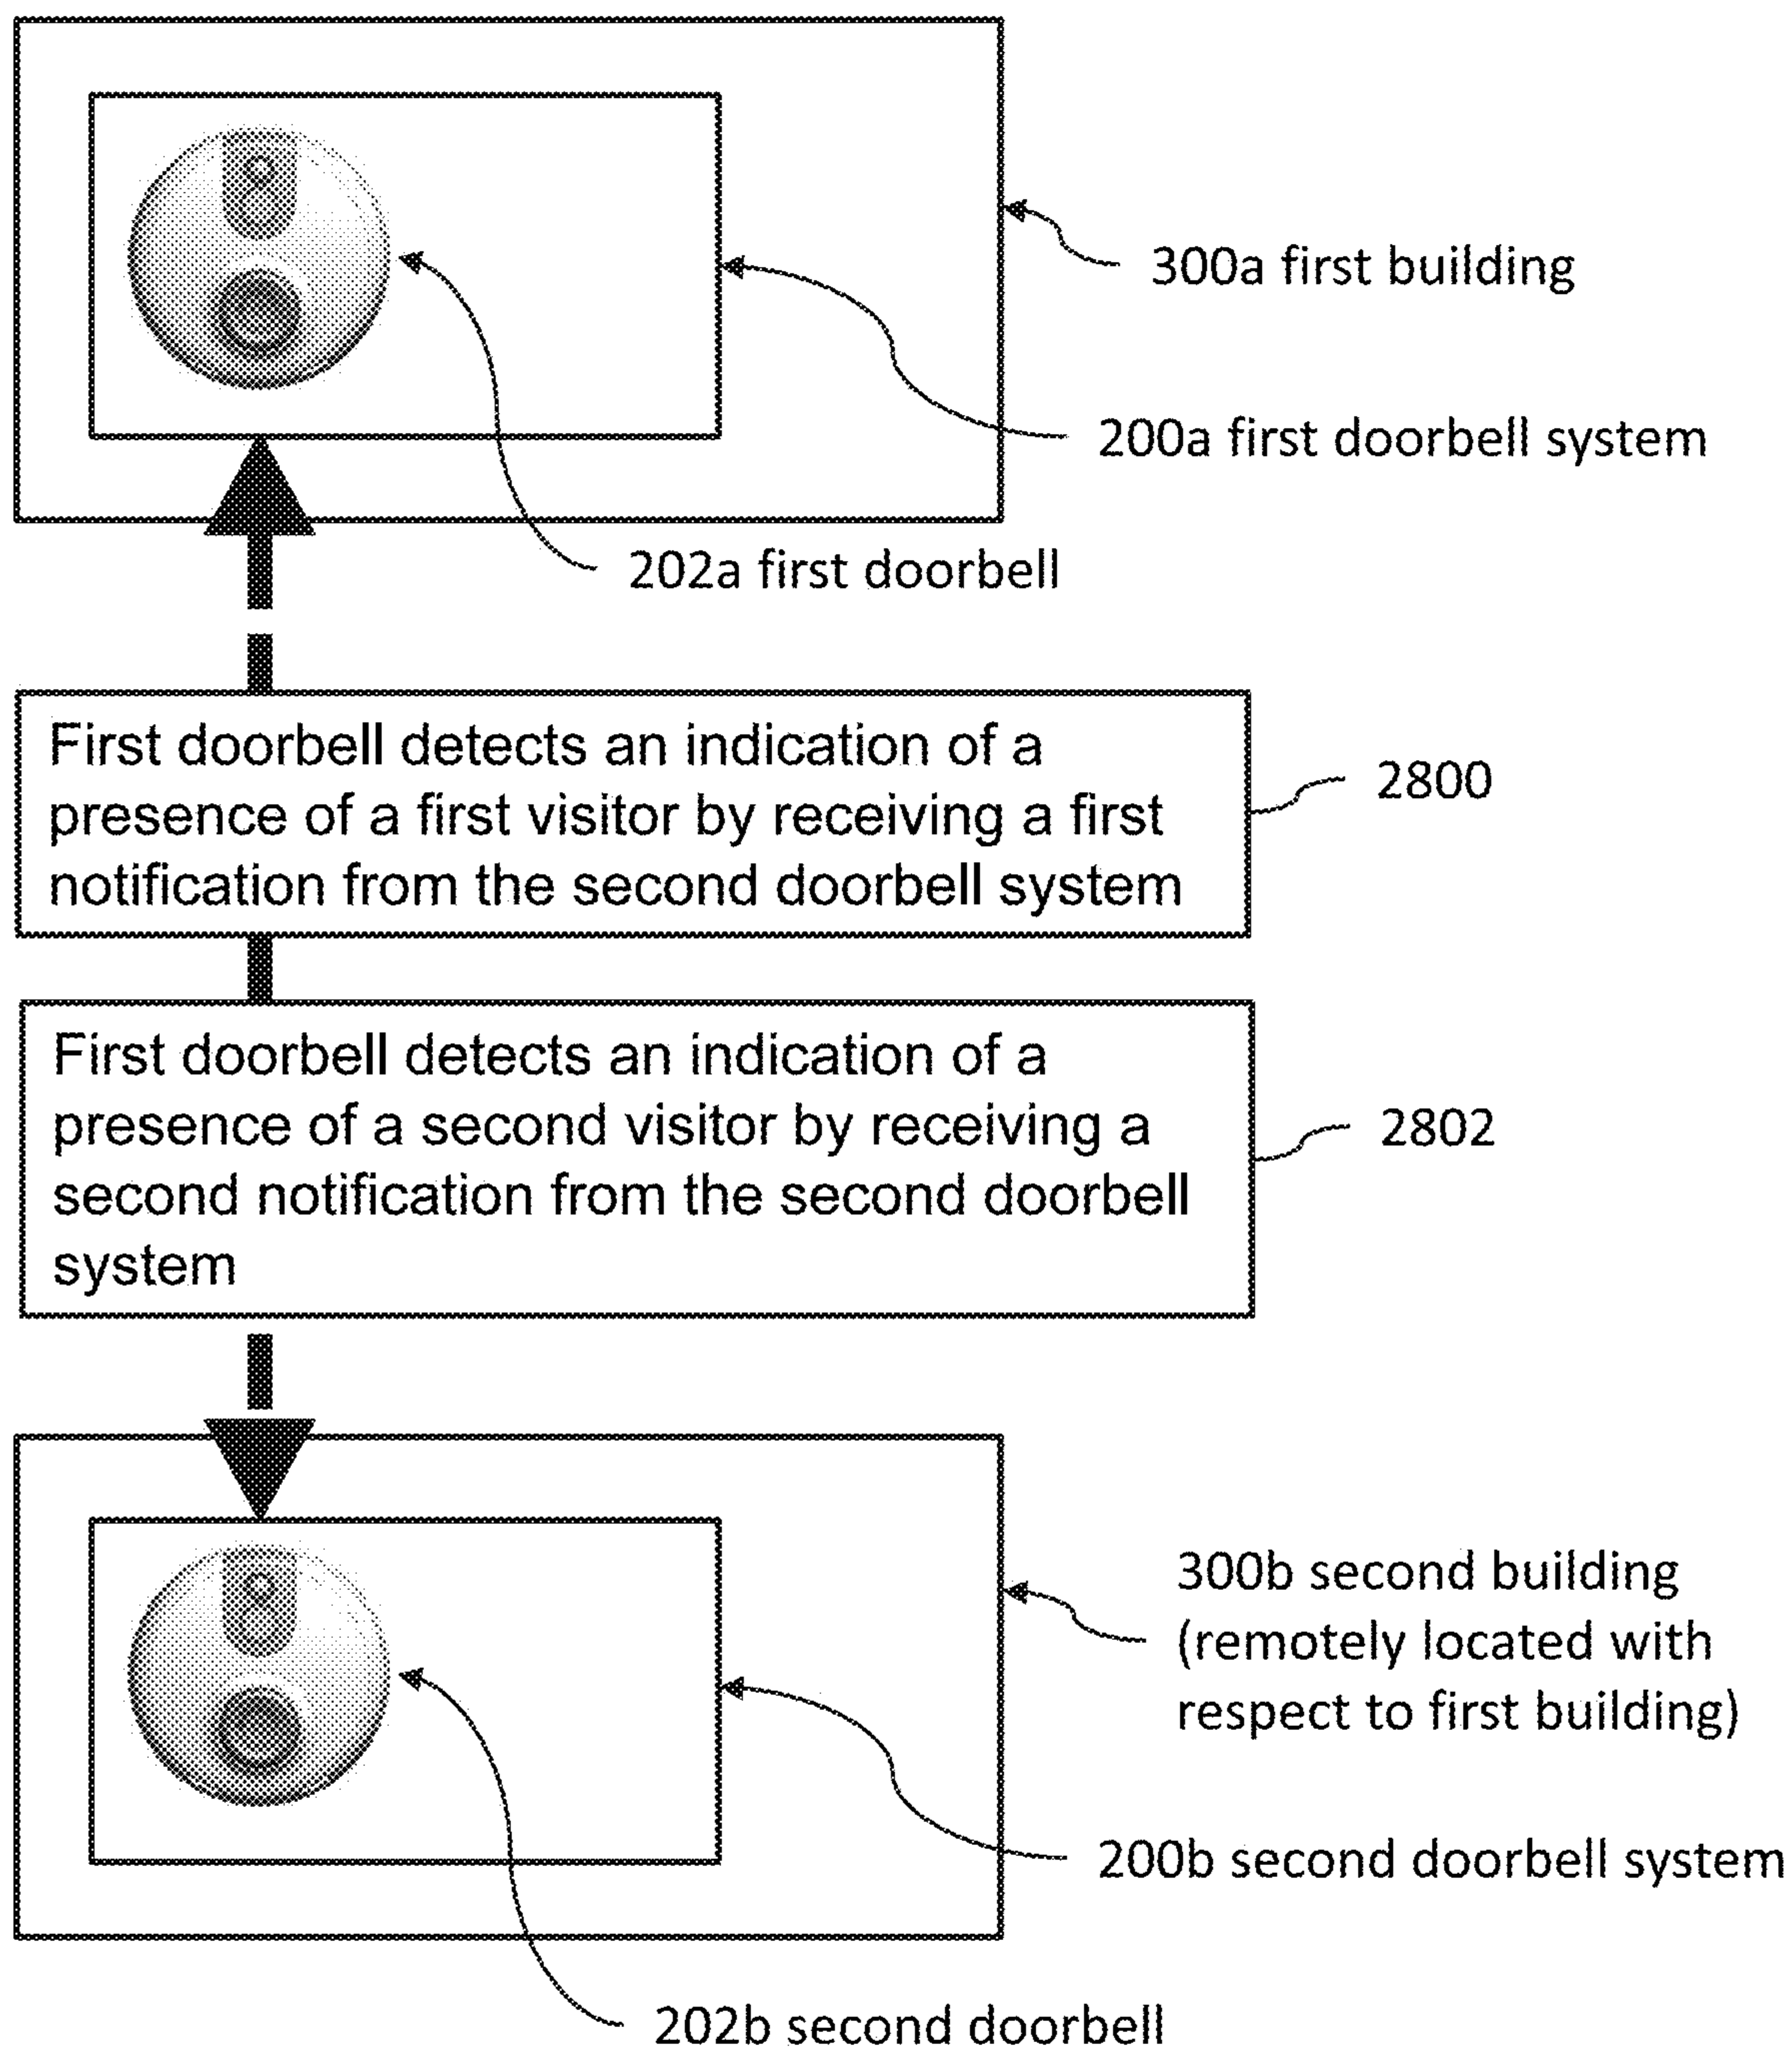 300a first building
200a first doorbell system
202a first doorbell
First doorbell detects an indication of a
presence of a first visitor by receiving a first
notification from the second doorbell system
2800
First doorbell detects an indication of a
presence of a second visitor by receiving a
second notification from the second doorbell
system
2802
300b second building
(remotely located with
respect to first building)
200b second doorbell system
202b second doorbell